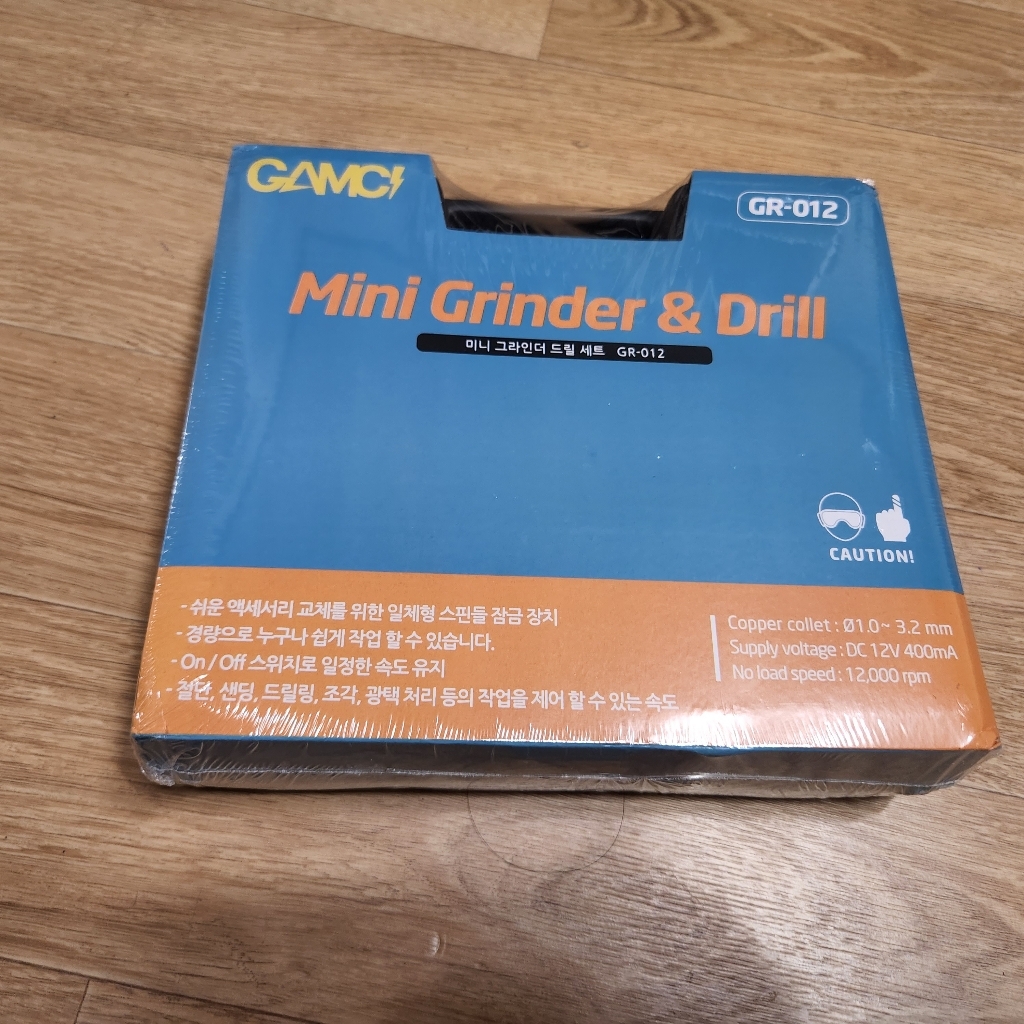 GAMCI
GR-012
Mini Grinder & Drill
미니 그라인더 드릴 세트 GR-012
CAUTION!
- 쉬운 액세서리 교체를 위한 일체형 스핀들 잠금 장치
- 경량으로 누구나 쉽게 작업 할 수 있습니다.
- On / Off 스위치로 일정한 속도 유지
- 절단, 샌딩, 드릴링, 조각, 광택 처리 등의 작업을 제어 할 수 있는 속도
Copper collet : Ø1.0 ~ 3.2 mm
Supply voltage : DC 12V 400mA
No load speed : 12,000 rpm